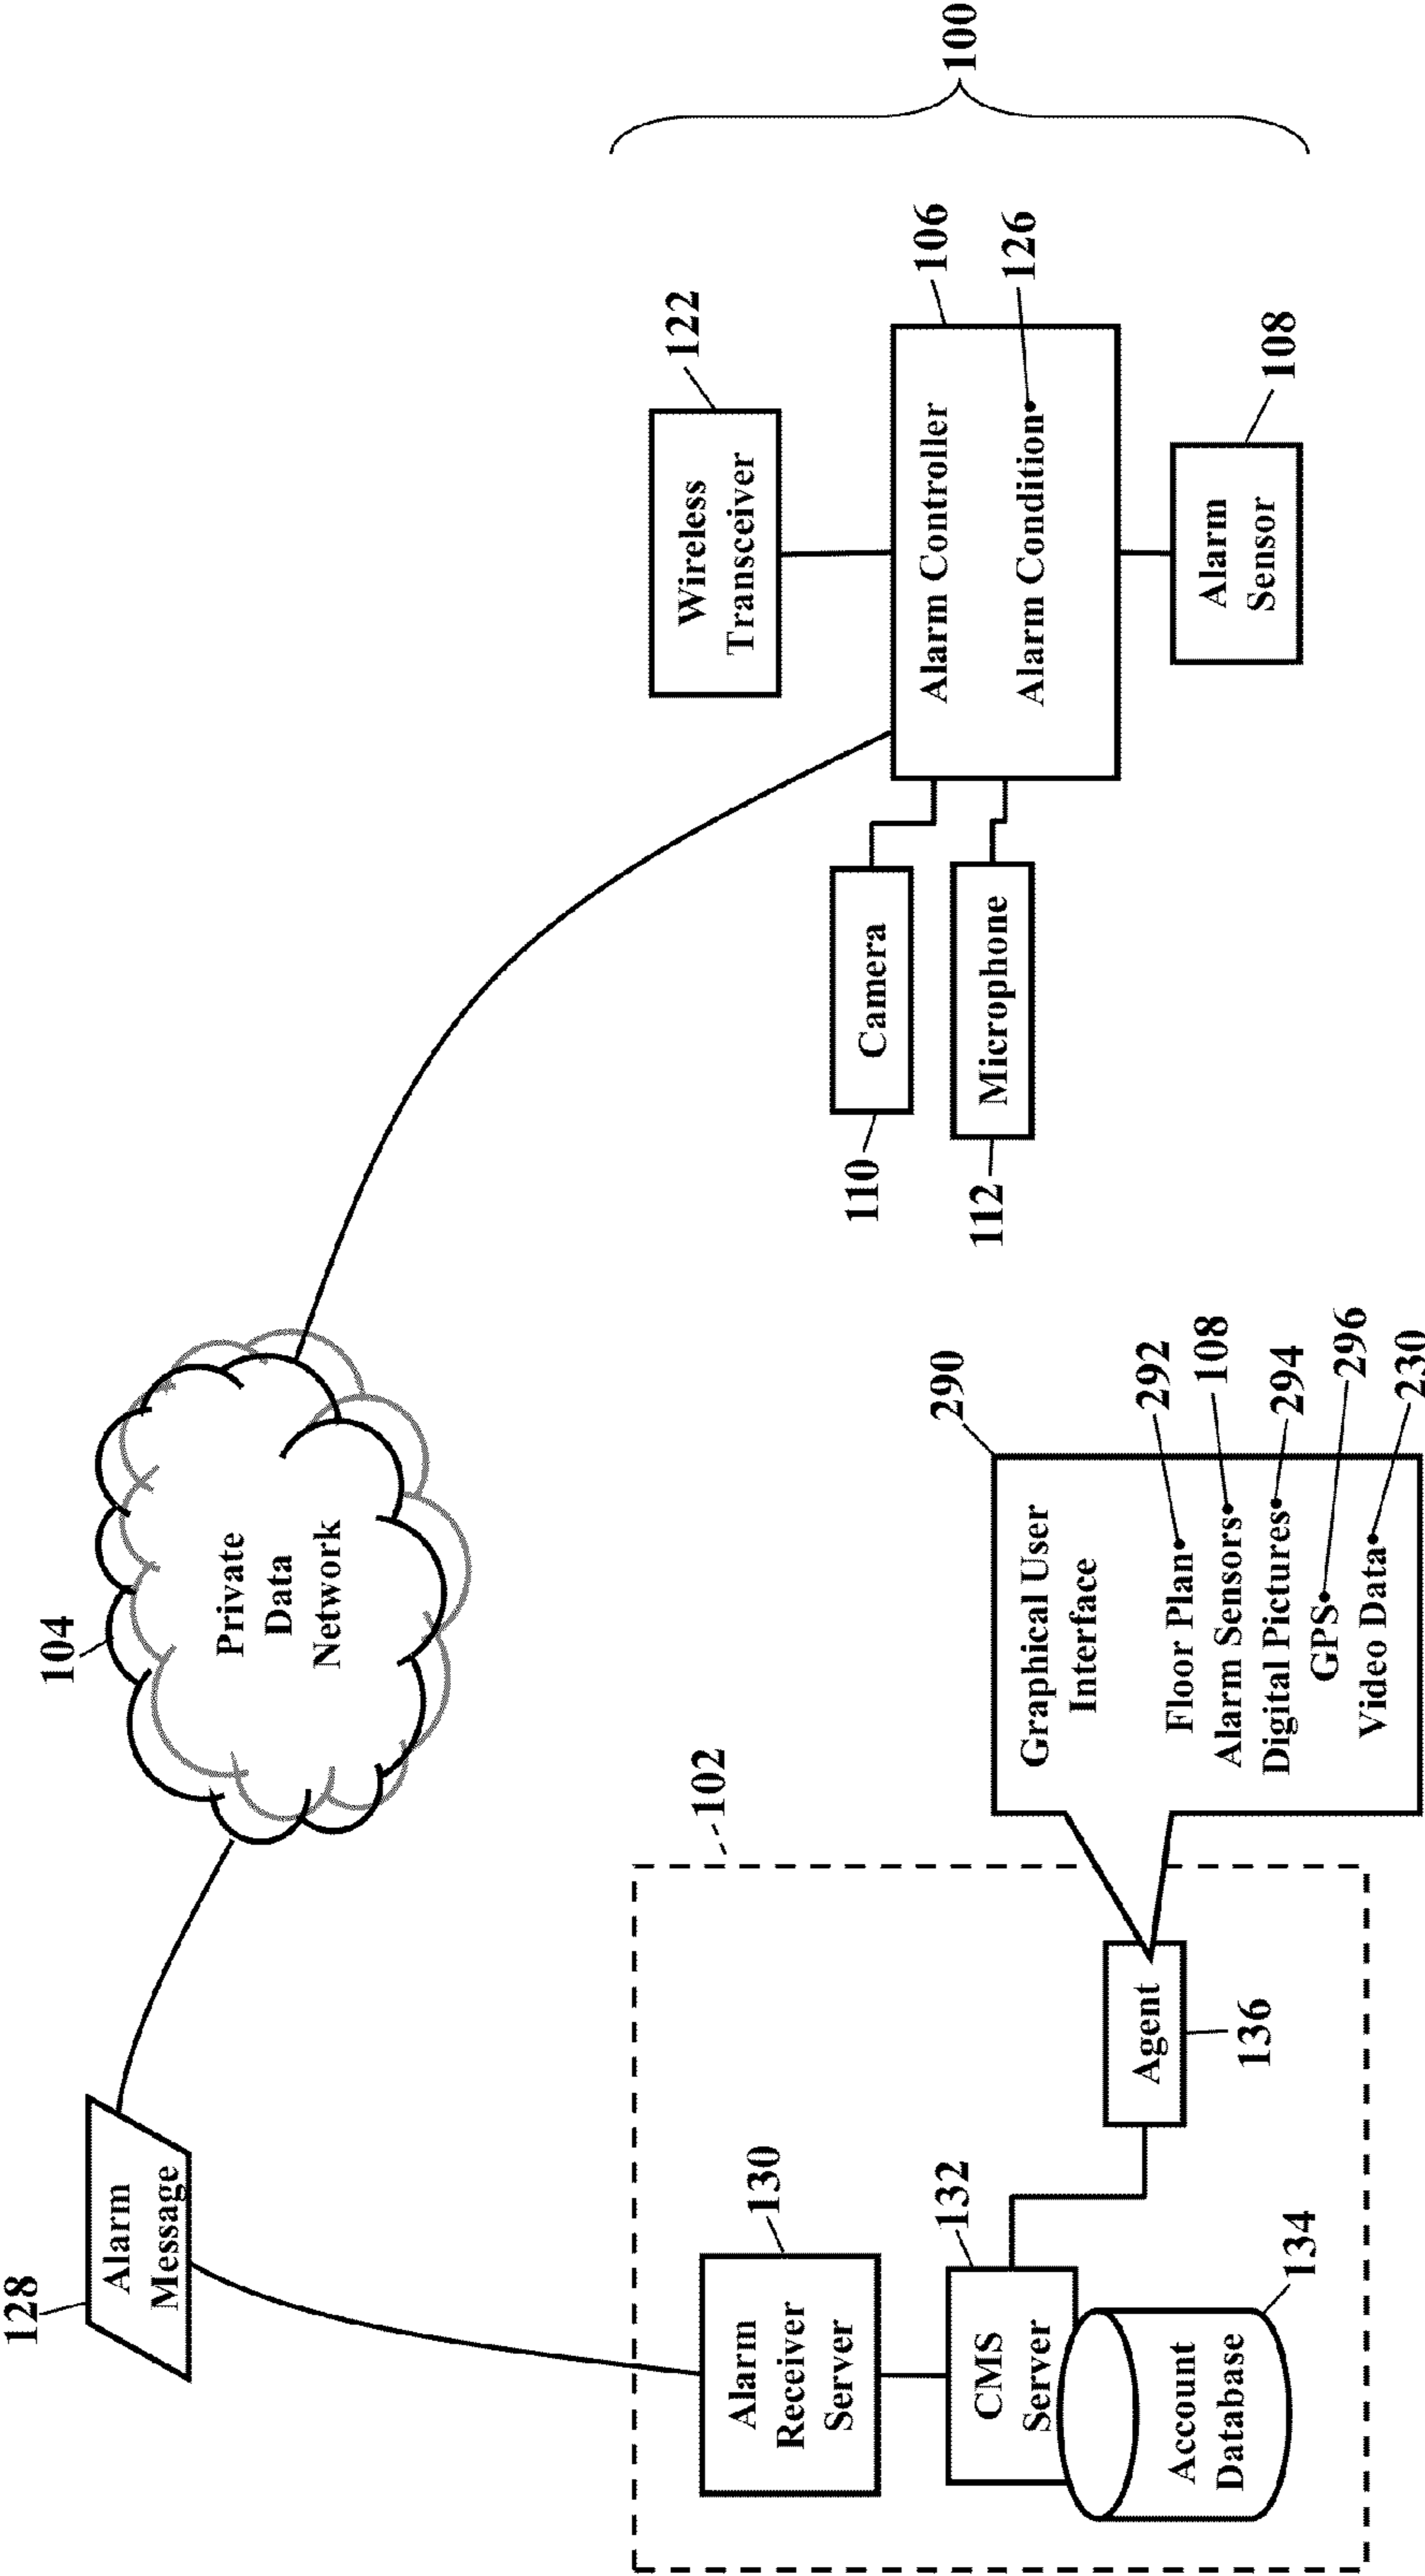 128
Alarm
Message
104
Private
Data
Network
102
Alarm
Receiver
Server
130
CMS
Server
132
Account
Database
134
Agent
136
Graphical User
Interface
290
Floor Plan
292
Alarm Sensors
108
Digital Pictures
294
GPS
296
Video Data
230
Wireless
Transceiver
122
Camera
110
Microphone
112
Alarm Controller
106
Alarm Condition
126
Alarm
Sensor
108
100